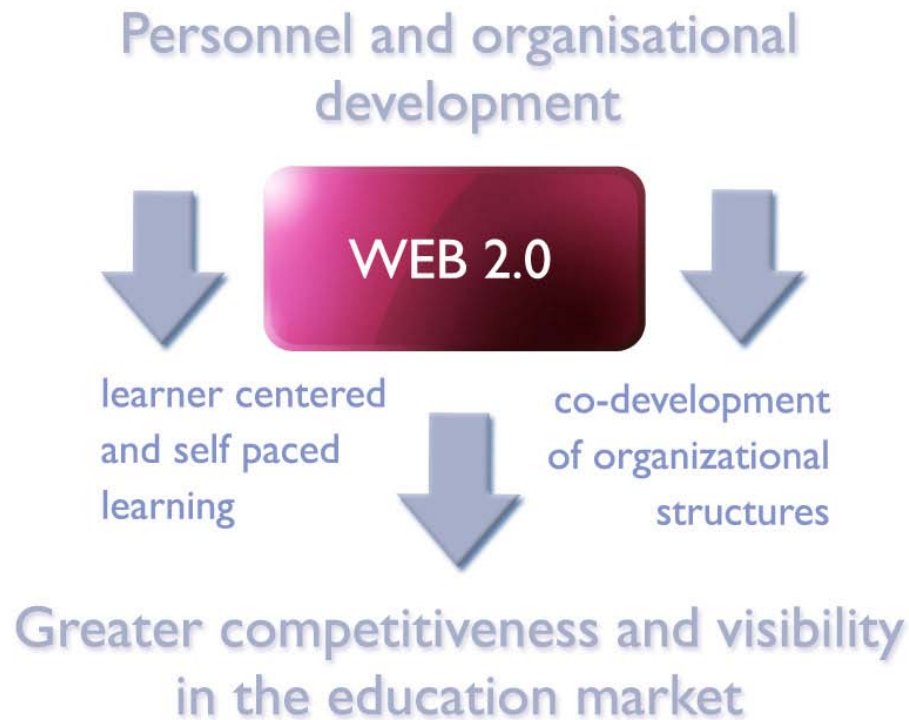 Personnel and organisational
development
WEB 2.0
learner centered
and self paced
learning
co-development
of organizational
structures
Greater competitiveness and visibility
in the education market